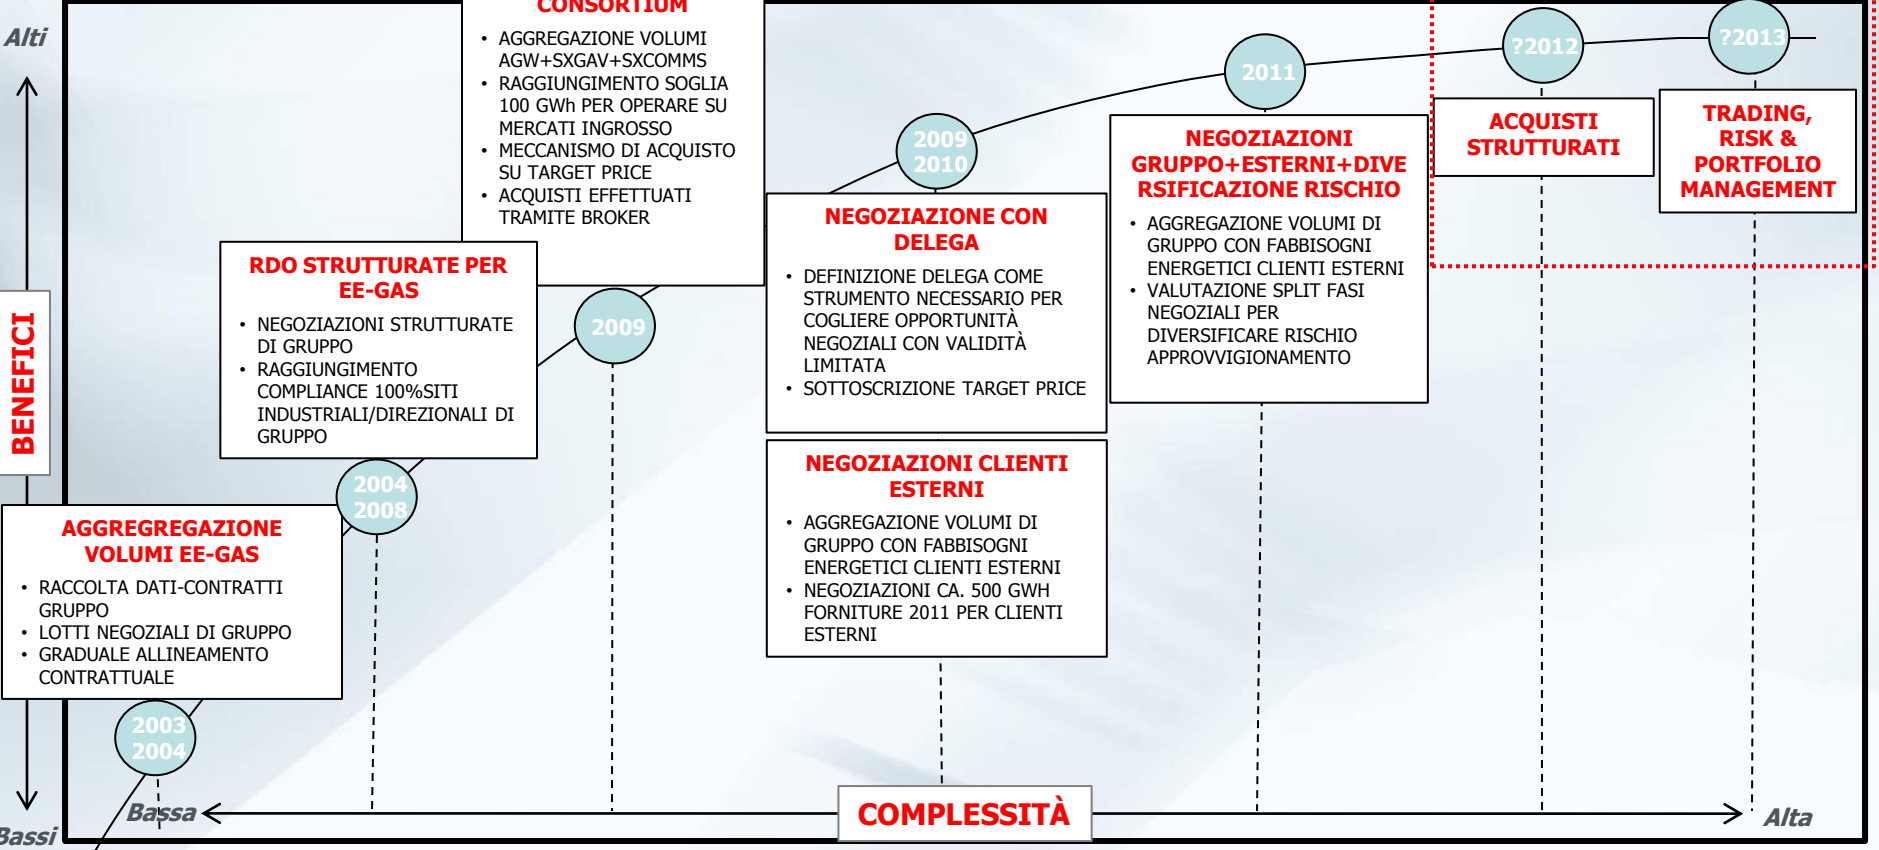 Alti
BENEFICI
Bassi
CONSORTIUM
• AGGREGAZIONE VOLUMI
AGW+SXGAV+SXCOMMS
• RAGGIUNGIMENTO SOGLIA
100 GWh PER OPERARE SU
MERCATI INGROSSO
• MECCANISMO DI ACQUISTO
SU TARGET PRICE
• ACQUISTI EFFETTUATI
TRAMITE BROKER
2009
RDO STRUTTURATE PER
EE-GAS
• NEGOZIAZIONI STRUTTURATE
DI GRUPPO
• RAGGIUNGIMENTO
COMPLIANCE 100%SITI
INDUSTRIALI/DIREZIONALI DI
GRUPPO
2004
2008
AGGREGREGAZIONE
VOLUMI EE-GAS
• RACCOLTA DATI-CONTRATTI
GRUPPO
• LOTTI NEGOZIALI DI GRUPPO
• GRADUALE ALLINEAMENTO
CONTRATTUALE
2003
2004
2009
2010
NEGOZIAZIONE CON
DELEGA
• DEFINIZIONE DELEGA COME
STRUMENTO NECESSARIO PER
COGLIERE OPPORTUNITÀ
NEGOZIALI CON VALIDITÀ
LIMITATA
• SOTTOSCRIZIONE TARGET PRICE
NEGOZIAZIONI CLIENTI
ESTERNI
• AGGREGAZIONE VOLUMI DI
GRUPPO CON FABBISOGNI
ENERGETICI CLIENTI ESTERNI
• NEGOZIAZIONI CA. 500 GWH
FORNITURE 2011 PER CLIENTI
ESTERNI
2011
NEGOZIAZIONI
GRUPPO+ESTERNI+DIVE
RSIFICAZIONE RISCHIO
• AGGREGAZIONE VOLUMI DI
GRUPPO CON FABBISOGNI
ENERGETICI CLIENTI ESTERNI
• VALUTAZIONE SPLIT FASI
NEGOZIALI PER
DIVERSIFICARE RISCHIO
APPROVVIGIONAMENTO
?2012
ACQUISTI
STRUTTURATI
?2013
TRADING,
RISK &
PORTFOLIO
MANAGEMENT
Bassa
COMPLESSITÀ
Alta